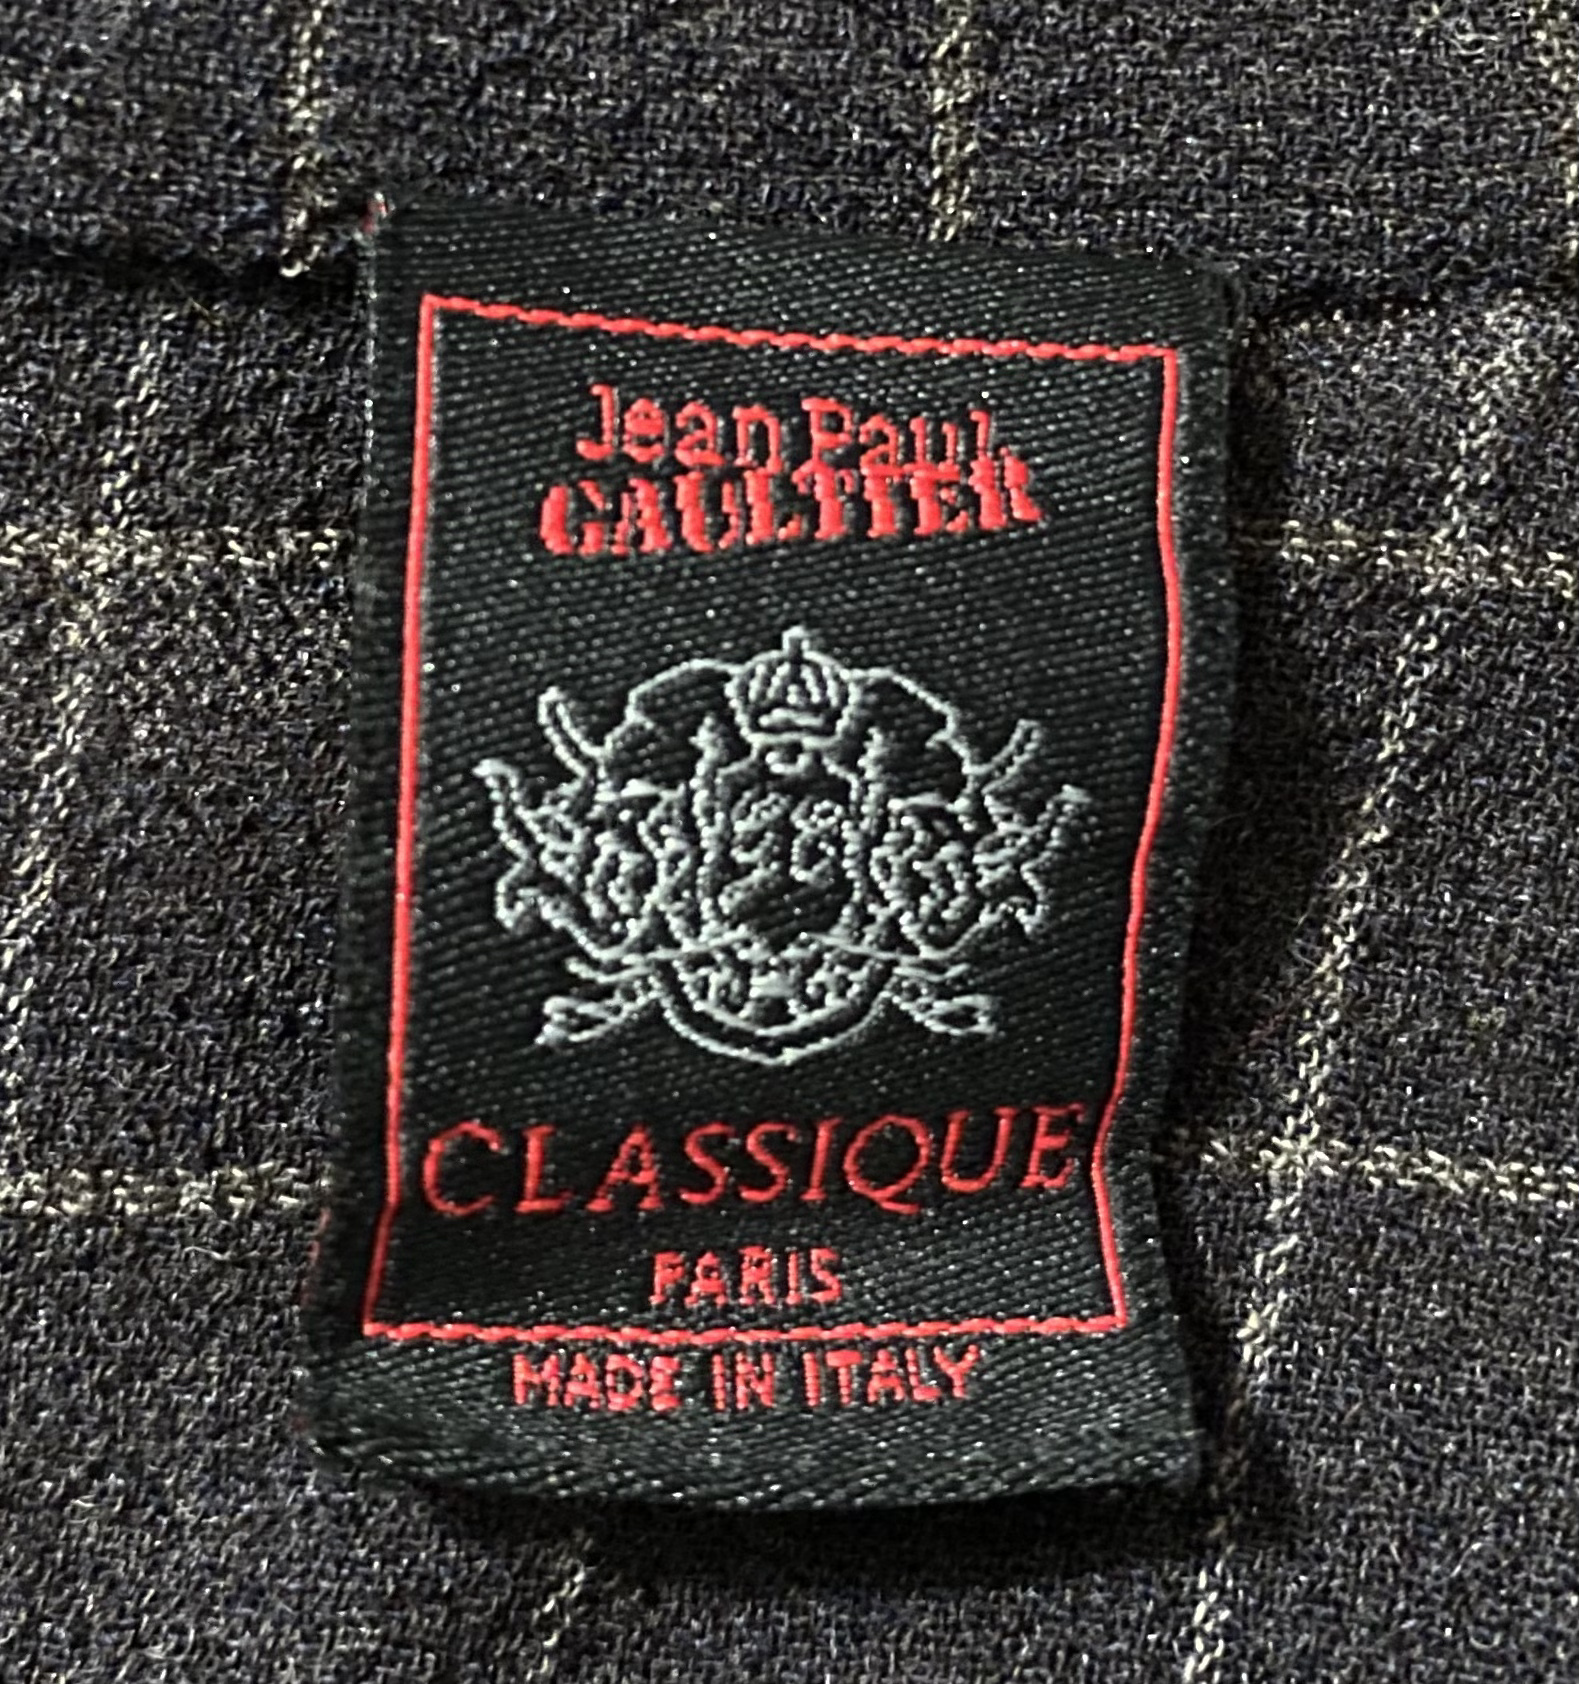 Jean Paul
GAULTIER
CLASSIQUE
PARIS
MADE IN ITALY